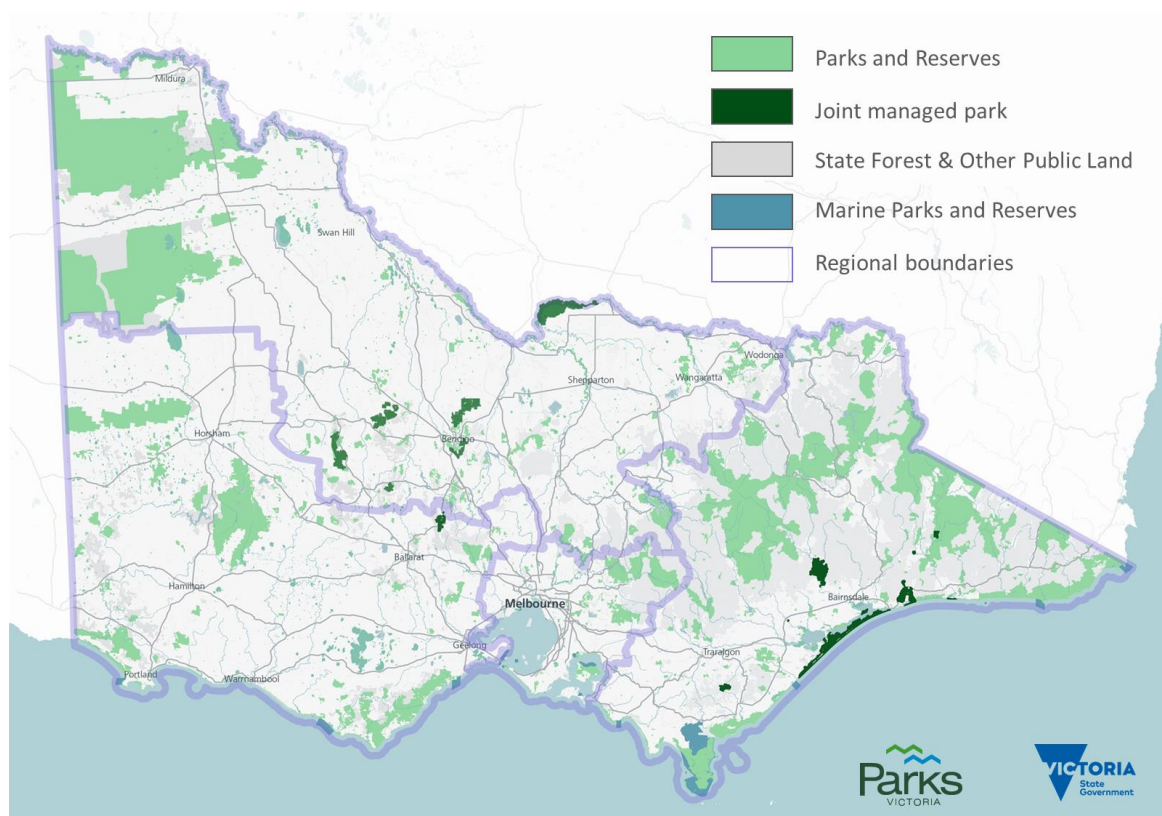 Parks and Reserves
Joint managed park
State Forest & Other Public Land
Marine Parks and Reserves
Regional boundaries
Mildura
Swan Hill
Wodonga
Shepparton
Wangaratta
Horsham
Bendigo
Ballarat
Hamilton
Melbourne
Bairnsdale
Geelong
Traralgon
Portland
Warrnambool
Parks
VICTORIA
VICTORIA
State
Government